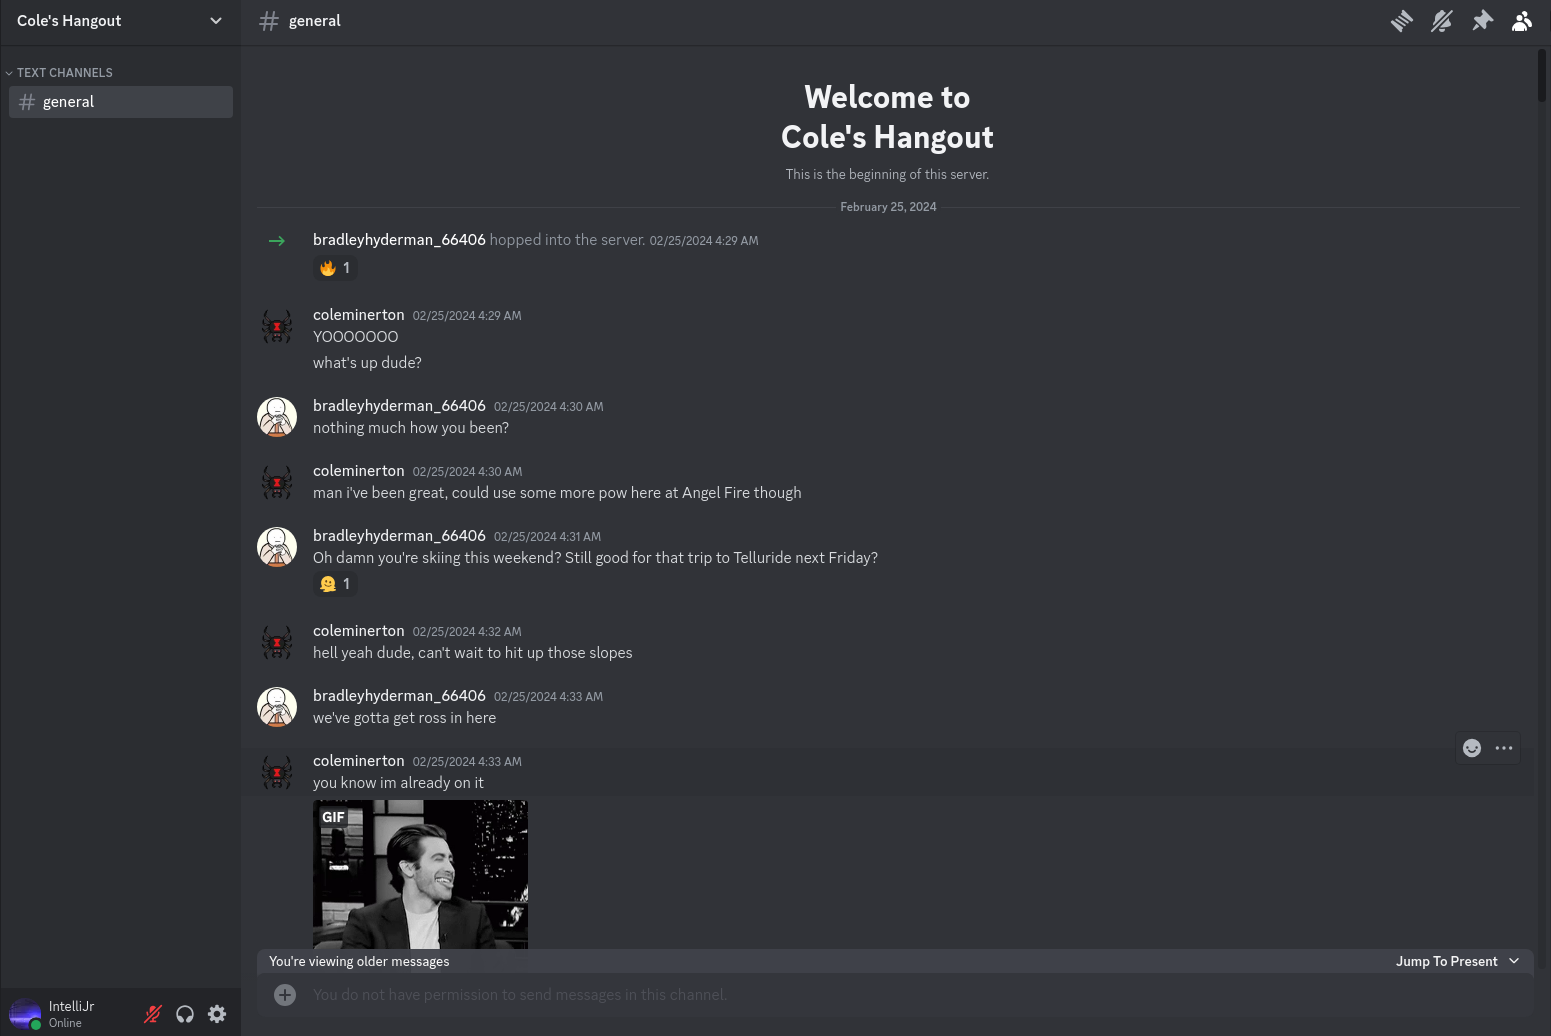 Cole's Hangout
general
TEXT CHANNELS
general
Welcome to
Cole's Hangout
This is the beginning of this server.
February 25, 2024
bradleyhyderman_66406 hopped into the server. 02/25/2024 4:29 AM
1
coleminerton 02/25/2024 4:29 AM
YOOOOOOO
what's up dude?
bradleyhyderman_66406 02/25/2024 4:30 AM
nothing much how you been?
coleminerton 02/25/2024 4:30 AM
man i've been great, could use some more pow here at Angel Fire though
bradleyhyderman_66406 02/25/2024 4:31 AM
Oh damn you're skiing this weekend? Still good for that trip to Telluride next Friday?
1
coleminerton 02/25/2024 4:32 AM
hell yeah dude, can't wait to hit up those slopes
bradleyhyderman_66406 02/25/2024 4:33 AM
we've gotta get ross in here
coleminerton 02/25/2024 4:33 AM
you know im already on it
GIF
You're viewing older messages
Jump To Present
You do not have permission to send messages in this channel.
IntelliJr
Online